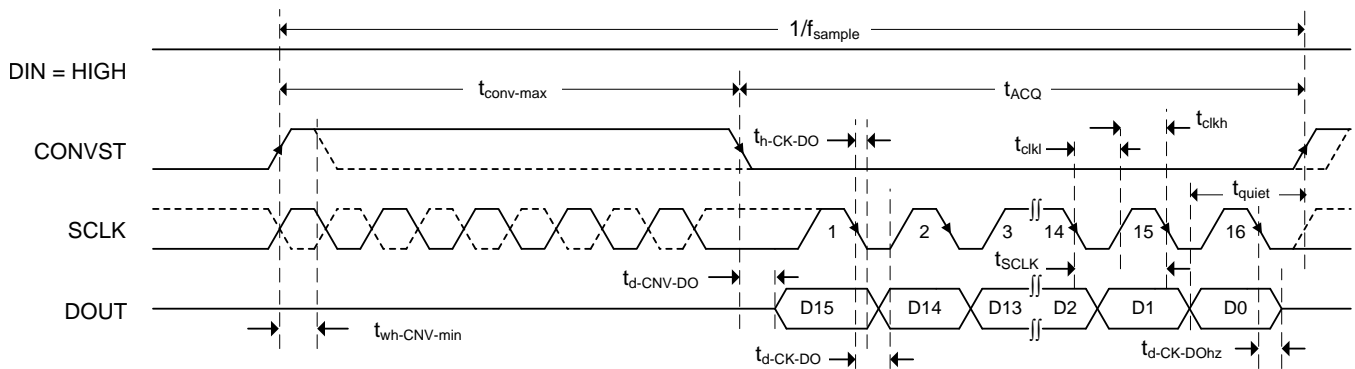 1/fsample
DIN = HIGH
tconv-max
tACQ
CONVST
th-CK-DO
tclkh
tclkl
tquiet
SCLK
1 2 3 14 15 16
tSCLK
td-CNV-DO
DOUT
D15 D14 D13 D2 D1 D0
twh-CNV-min
td-CK-DO
td-CK-DOhz